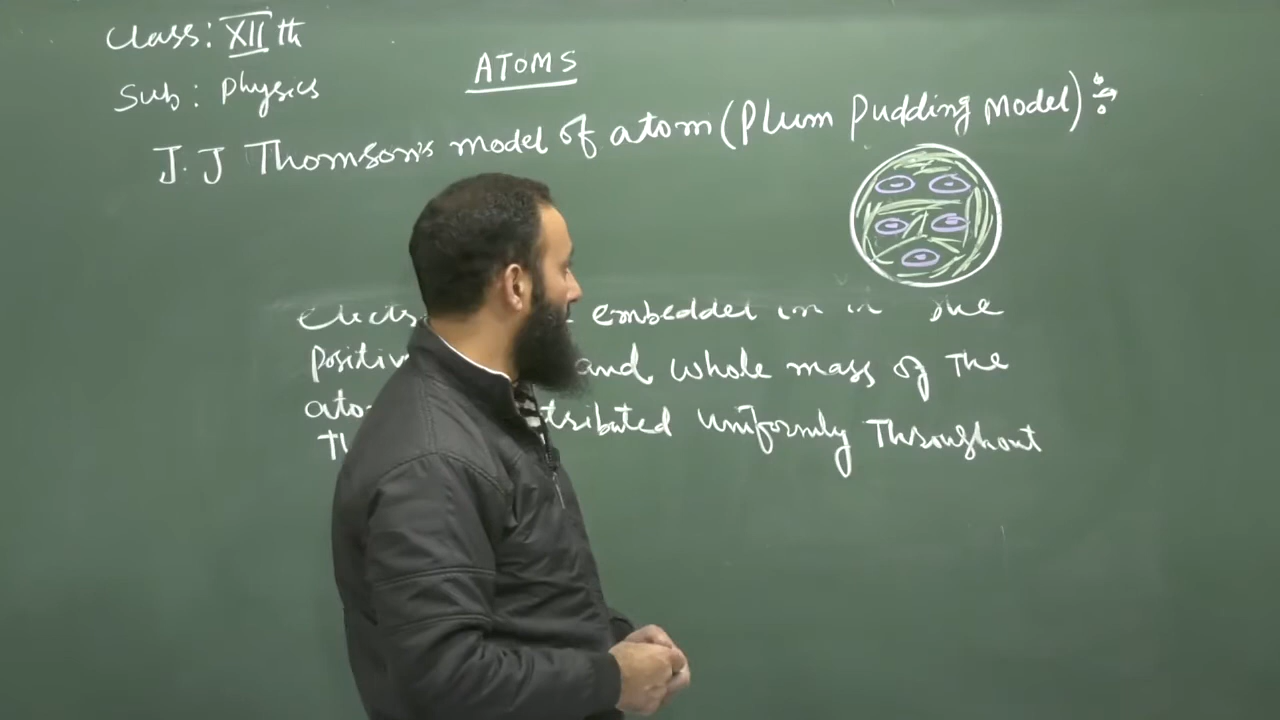 Class: XII th
Sub: Physics
ATOMS
J.J Thomson's model of atom (Plum Pudding Model) :→
embedded in in the
and whole mass of the
uniformly Throughout